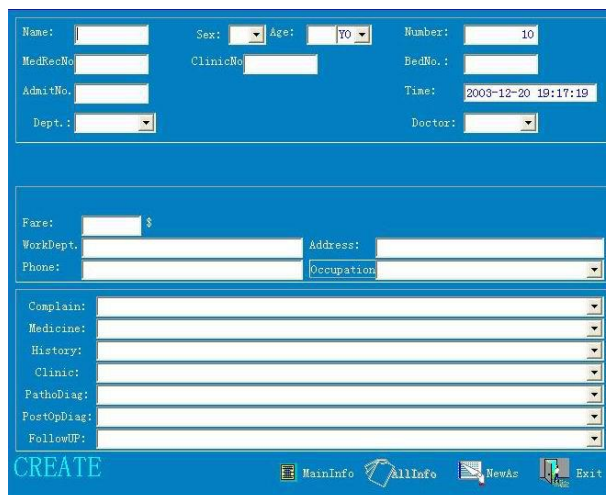 Name: Sex: Age: YO Number: 10
MedRecNo ClinicNo BedNo.:
AdmitNo. Time: 2003-12-20 19:17:19
Dept.: Doctor:
Fare: $
WorkDept. Address:
Phone: Occupation
Complain:
Medicine:
History:
Clinic:
PathoDiag:
PostOpDiag:
FollowUP:
CREATE MainInfo AllInfo NewAs Exit